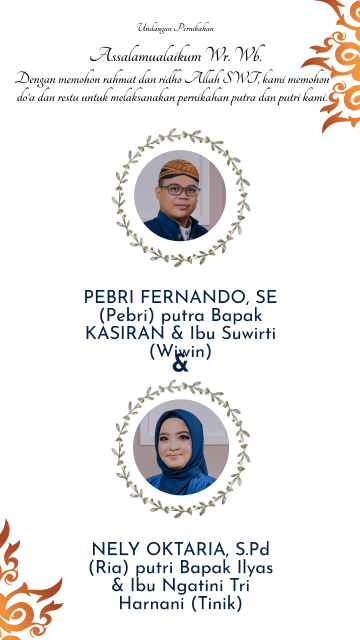 Undangan Pernikahan
Assalamualaikum Wr. Wb.
Dengan memohon rahmat dan ridho Allah SWT, kami memohon
do'a dan restu untuk melaksanakan pernikahan putra dan putri kami.
PEBRI FERNANDO, SE
(Pebri) putra Bapak
KASIRAN & Ibu Suwirti
(Wiwin)
&
NELY OKTARIA, S.Pd
(Ria) putri Bapak Ilyas
& Ibu Ngatini Tri
Harnani (Tinik)